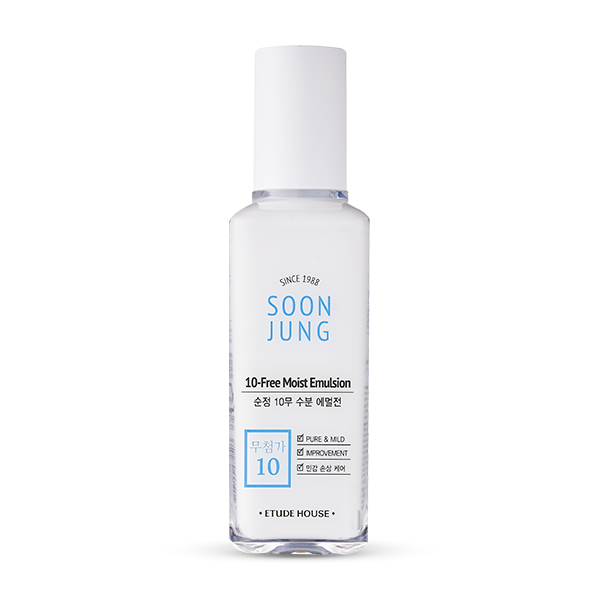 SINCE 1988
SOON
JUNG
10-Free Moist Emulsion
순정 10무 수분 에멀전
무첨가
10
PURE & MILD
IMPROVEMENT
민감 손상 케어
• ETUDE HOUSE •